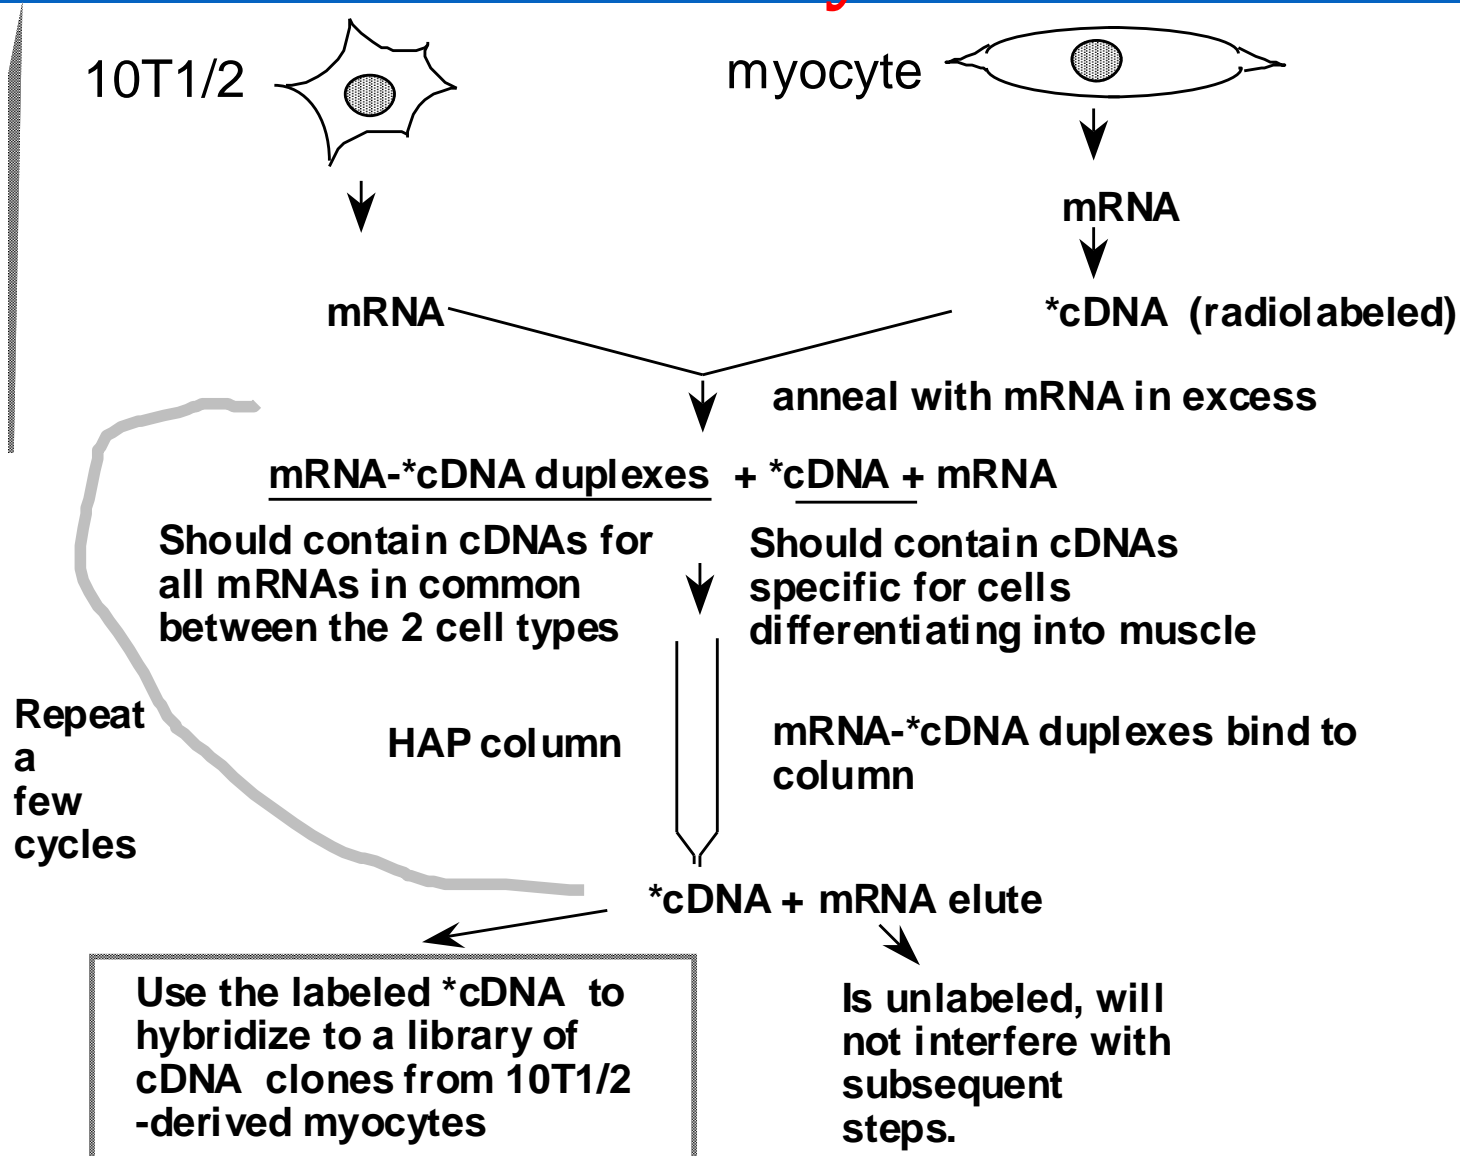 10T1/2
myocyte
mRNA
mRNA
*cDNA (radiolabeled)
anneal with mRNA in excess
mRNA-*cDNA duplexes + *cDNA + mRNA
Should contain cDNAs for
all mRNAs in common
between the 2 cell types
Should contain cDNAs
specific for cells
differentiating into muscle
Repeat
a
few
cycles
HAP column
mRNA-*cDNA duplexes bind to
column
*cDNA + mRNA elute
Use the labeled *cDNA to
hybridize to a library of
cDNA clones from 10T1/2
-derived myocytes
Is unlabeled, will
not interfere with
subsequent
steps.